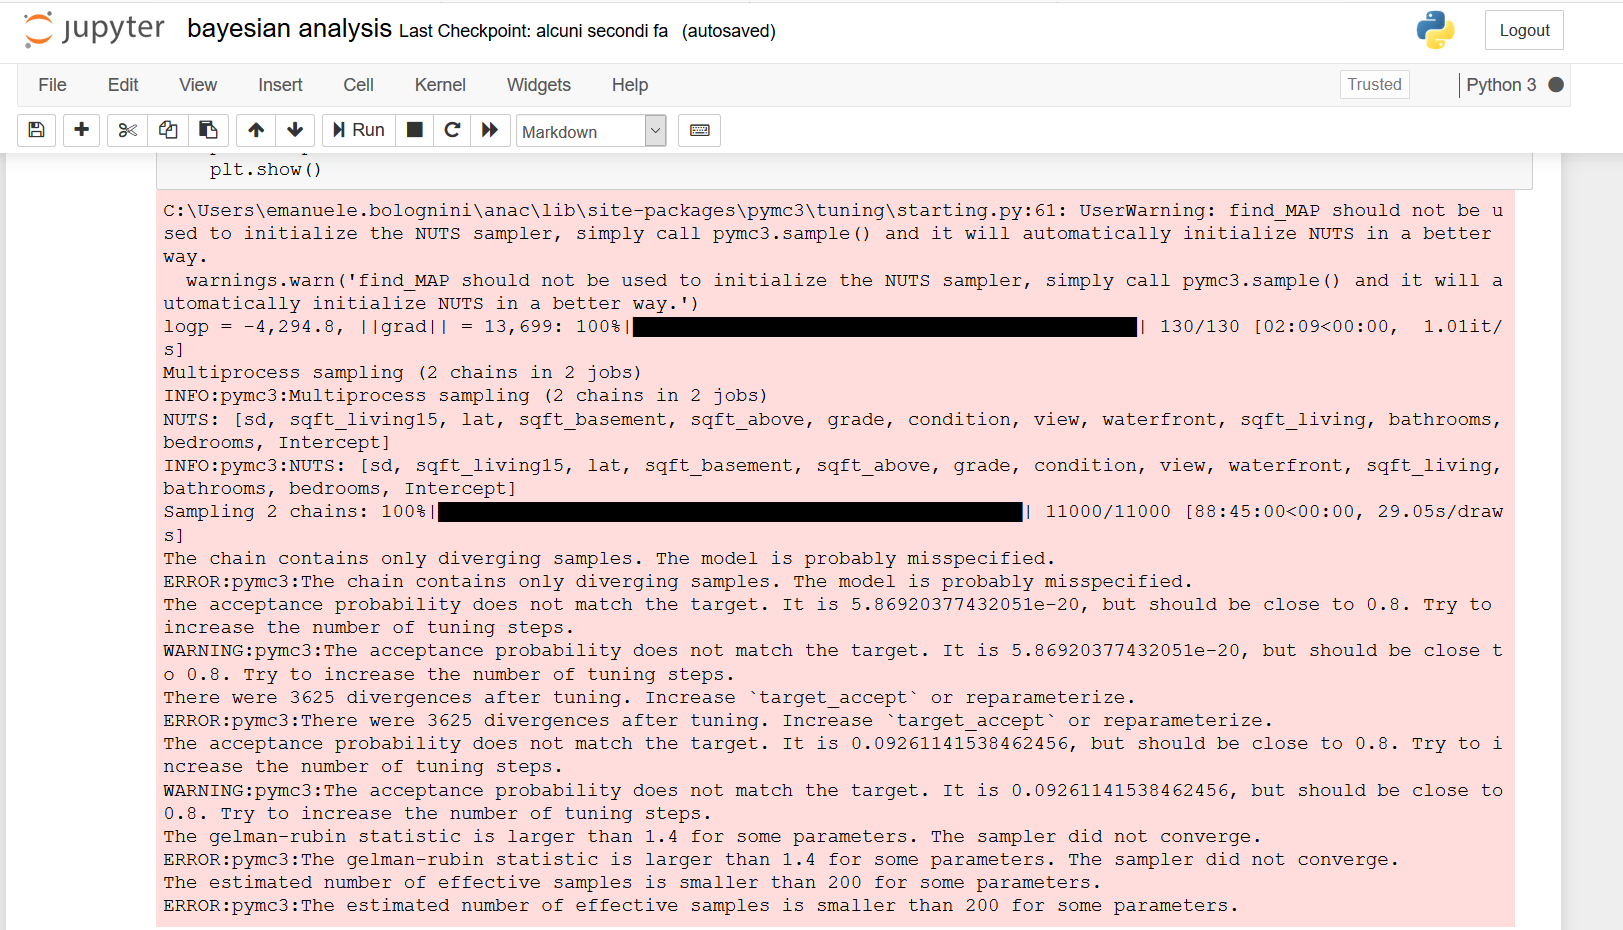 jupyter bayesian analysis Last Checkpoint: alcuni secondi fa (autosaved) Logout
File Edit View Insert Cell Kernel Widgets Help Trusted Python 3
Run Markdown
plt.show()
C:\Users\emanuele.bolognini\anac\lib\site-packages\pymc3\tuning\starting.py:61: UserWarning: find_MAP should not be u
sed to initialize the NUTS sampler, simply call pymc3.sample() and it will automatically initialize NUTS in a better
way.
warnings.warn('find_MAP should not be used to initialize the NUTS sampler, simply call pymc3.sample() and it will a
utomatically initialize NUTS in a better way.')
logp = -4,294.8, ||grad|| = 13,699: 100%|██████████| 130/130 [02:09<00:00, 1.01it/
s]
Multiprocess sampling (2 chains in 2 jobs)
INFO:pymc3:Multiprocess sampling (2 chains in 2 jobs)
NUTS: [sd, sqft_living15, lat, sqft_basement, sqft_above, grade, condition, view, waterfront, sqft_living, bathrooms,
bedrooms, Intercept]
INFO:pymc3:NUTS: [sd, sqft_living15, lat, sqft_basement, sqft_above, grade, condition, view, waterfront, sqft_living,
bathrooms, bedrooms, Intercept]
Sampling 2 chains: 100%|██████████| 11000/11000 [88:45:00<00:00, 29.05s/draw
s]
The chain contains only diverging samples. The model is probably misspecified.
ERROR:pymc3:The chain contains only diverging samples. The model is probably misspecified.
The acceptance probability does not match the target. It is 5.86920377432051e-20, but should be close to 0.8. Try to
increase the number of tuning steps.
WARNING:pymc3:The acceptance probability does not match the target. It is 5.86920377432051e-20, but should be close t
o 0.8. Try to increase the number of tuning steps.
There were 3625 divergences after tuning. Increase `target_accept` or reparameterize.
ERROR:pymc3:There were 3625 divergences after tuning. Increase `target_accept` or reparameterize.
The acceptance probability does not match the target. It is 0.09261141538462456, but should be close to 0.8. Try to i
ncrease the number of tuning steps.
WARNING:pymc3:The acceptance probability does not match the target. It is 0.09261141538462456, but should be close to
0.8. Try to increase the number of tuning steps.
The gelman-rubin statistic is larger than 1.4 for some parameters. The sampler did not converge.
ERROR:pymc3:The gelman-rubin statistic is larger than 1.4 for some parameters. The sampler did not converge.
The estimated number of effective samples is smaller than 200 for some parameters.
ERROR:pymc3:The estimated number of effective samples is smaller than 200 for some parameters.